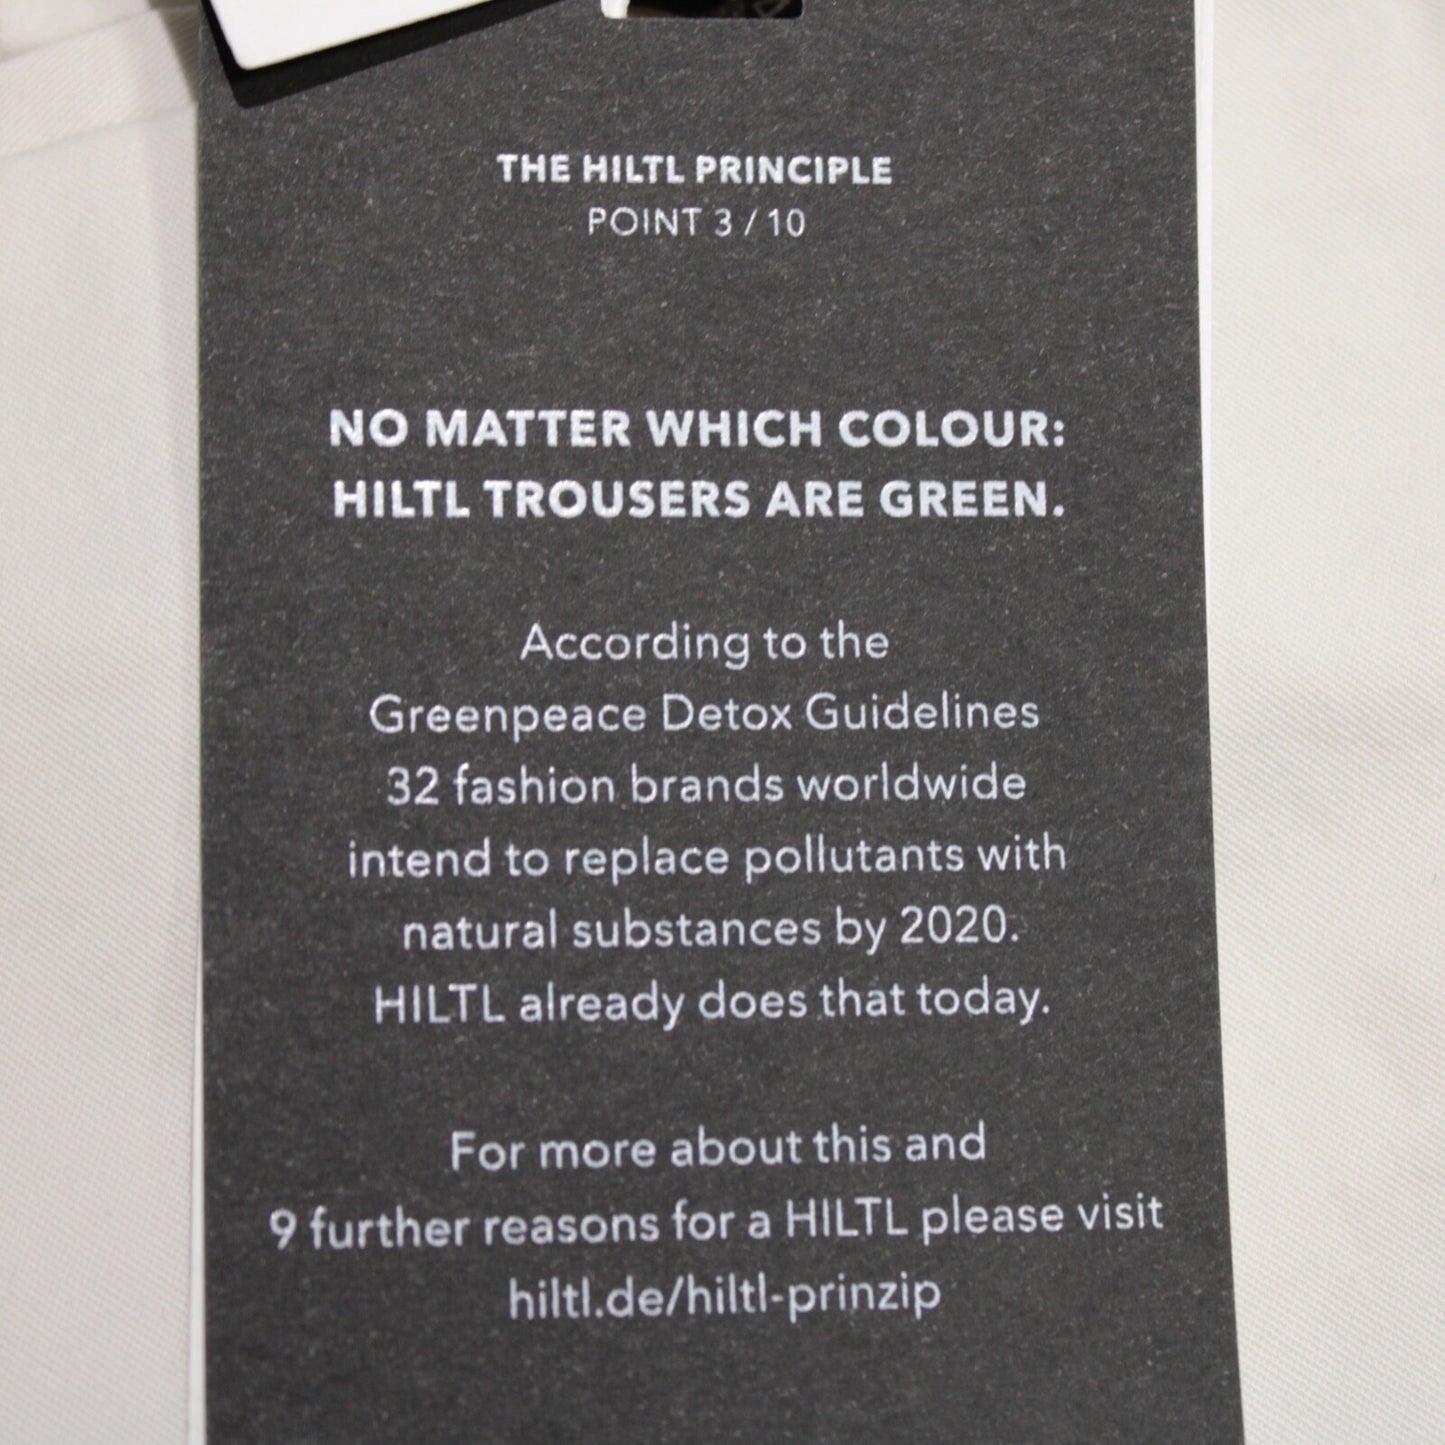 THE HILTL PRINCIPLE
POINT 3 / 10
NO MATTER WHICH COLOUR:
HILTL TROUSERS ARE GREEN.
According to the
Greenpeace Detox Guidelines
32 fashion brands worldwide
intend to replace pollutants with
natural substances by 2020.
HILTL already does that today.
For more about this and
9 further reasons for a HILTL please visit
hiltl.de/hiltl-prinzip